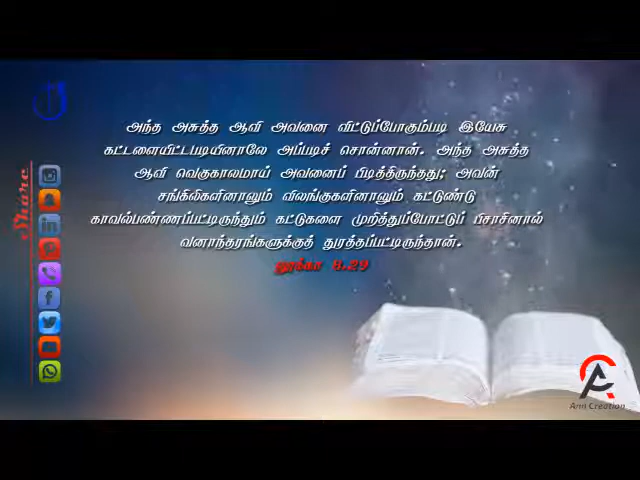 அந்த அசுத்த ஆவி அவனை விட்டுப்போகும்படி இயேசு
கட்டளையிட்டபடியினாலே அப்படிச் சொன்னான். அந்த அசுத்த
ஆவி வெகுகாலமாய் அவனைப் பிடித்திருந்தது; அவன்
சங்கிலிகளினாலும் விலங்குகளினாலும் கட்டுண்டு
காவல்பண்ணப்பட்டிருந்தும் கட்டுகளை முறித்துப்போட்டுப் பிசாசினால்
வனாந்தரங்களுக்குத் துரத்தப்பட்டிருந்தான்.
லூக்கா 8.29
Share
Ann Creation